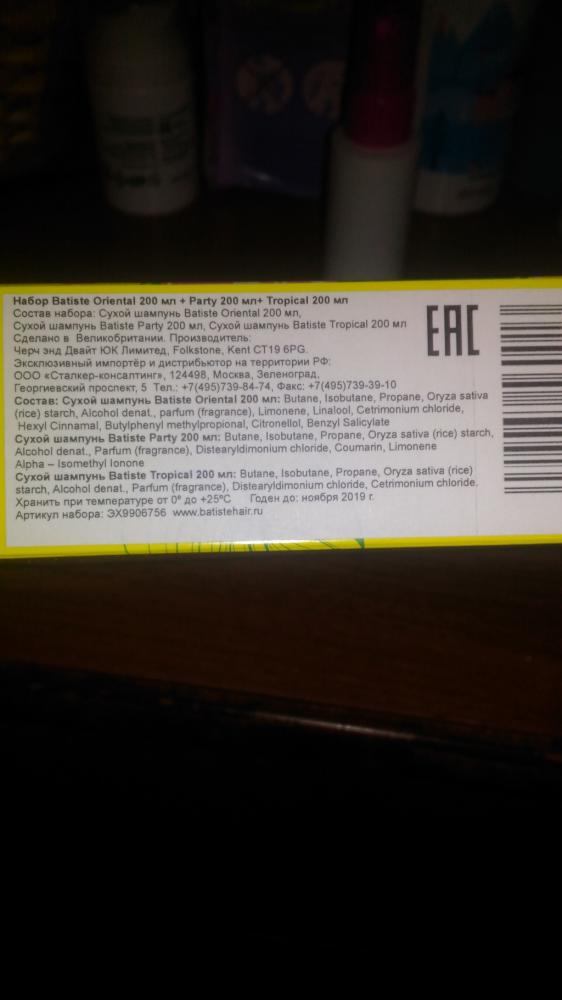 Набор Batiste Oriental 200 мл + Party 200 мл+ Tropical 200 мл
Состав набора: Сухой шампунь Batiste Oriental 200 мл,
Сухой шампунь Batiste Party 200 мл, Сухой шампунь Batiste Tropical 200 мл
Сделано в Великобритании. Производитель:
Черч энд Двайт ЮК Лимитед, Folkstone, Kent CT19 6PG.
Эксклюзивный импортёр и дистрибьютор на территории РФ:
ООО «Сталкер-консалтинг», 124498, Москва, Зеленоград,
Георгиевский проспект, 5 Тел.: +7(495)739-84-74, Факс: +7(495)739-39-10
EAC
Состав: Сухой шампунь Batiste Oriental 200 мл: Butane, Isobutane, Propane, Oryza sativa
(rice) starch, Alcohol denat., parfum (fragrance), Limonene, Linalool, Cetrimonium chloride,
Hexyl Cinnamal, Butylphenyl methylpropional, Citronellol, Benzyl Salicylate
Сухой шампунь Batiste Party 200 мл: Butane, Isobutane, Propane, Oryza sativa (rice) starch,
Alcohol denat., Parfum (fragrance), Distearyldimonium chloride, Coumarin, Limonene
Alpha – Isomethyl Ionone
Сухой шампунь Batiste Tropical 200 мл: Butane, Isobutane, Propane, Oryza sativa (rice)
starch, Alcohol denat., Parfum (fragrance), Distearyldimonium chloride, Cetrimonium chloride.
Хранить при температуре от 0° до +25°С Годен до: ноября 2019 г.
Артикул набора: ЭХ9906756 www.batistehair.ru